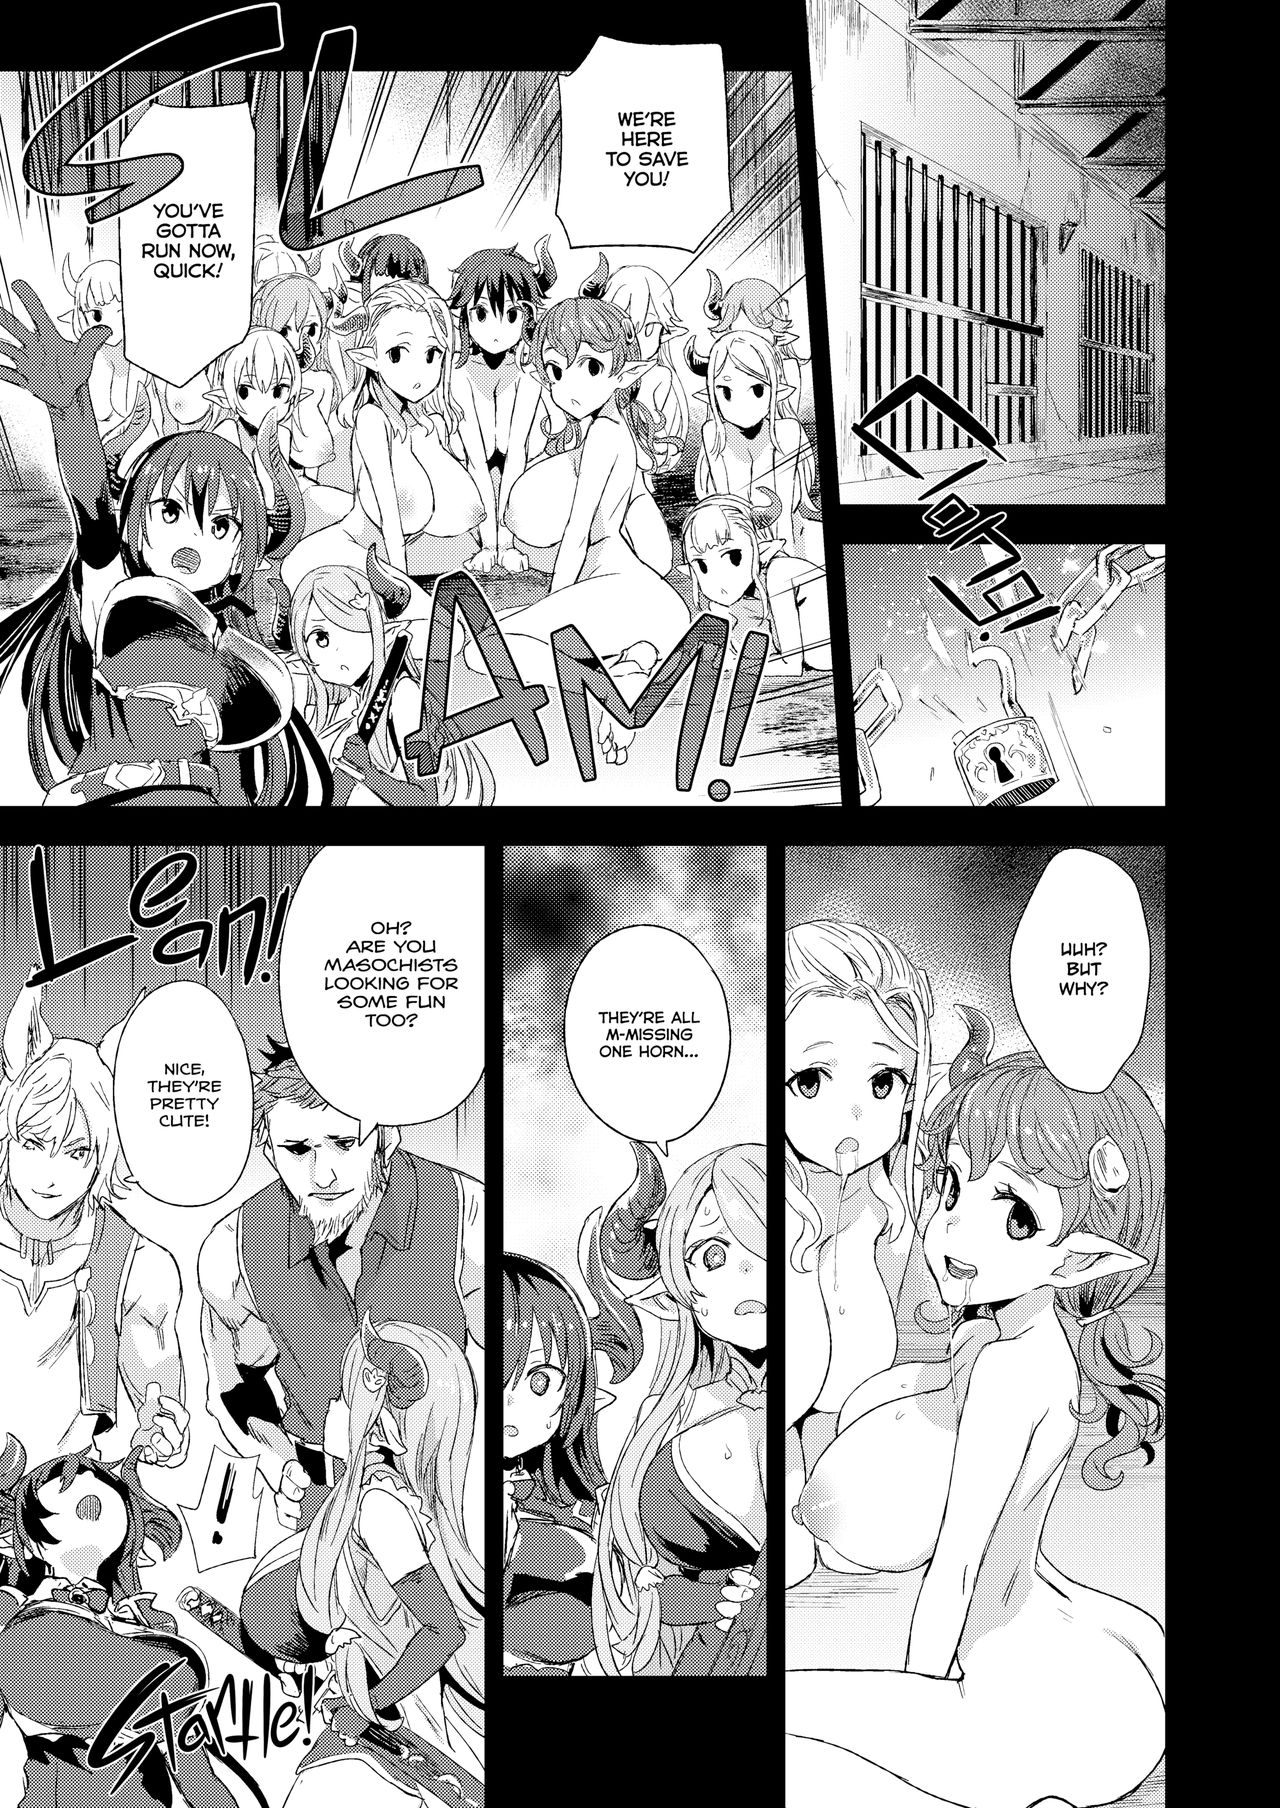 Clang!
SLAM!
WE'RE
HERE
TO SAVE
YOU!
YOU'VE
GOTTA
RUN NOW,
QUICK!
UUH?
BUT
WHY?
THEY'RE ALL
M-MISSING
ONE HORN...
OH?
ARE YOU
MASOCHISTS
LOOKING FOR
SOME FUN
TOO?
Lean!
NICE,
THEY'RE
PRETTY
CUTE!
!
Startle!